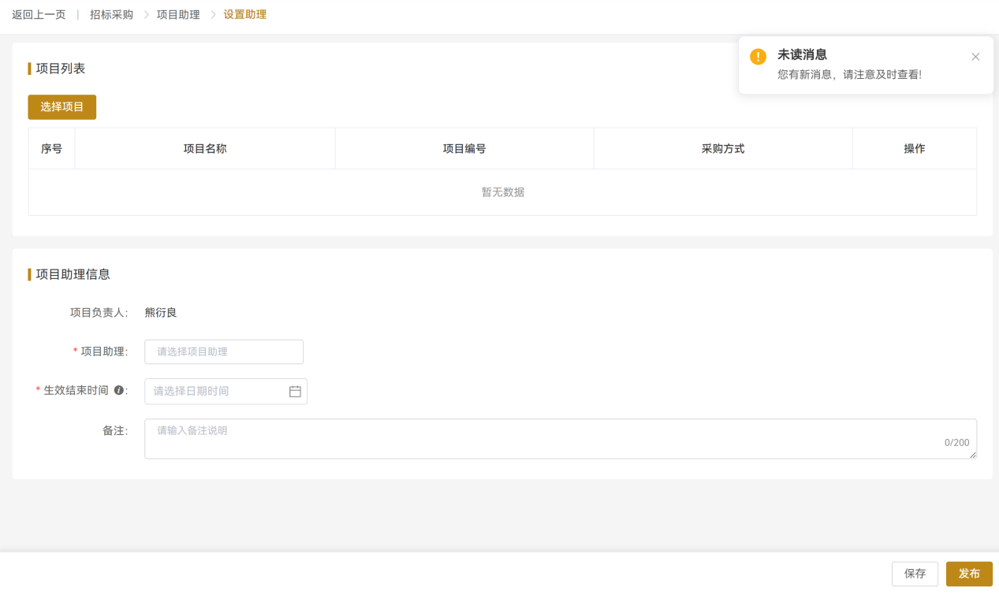 返回上一页 | 招标采购 > 项目助理 > 设置助理
未读消息
您有新消息，请注意及时查看!
项目列表
选择项目
序号 项目名称 项目编号 采购方式 操作
暂无数据
项目助理信息
项目负责人: 熊衍良
* 项目助理: 请选择项目助理
* 生效结束时间 i : 请选择日期时间
备注: 请输入备注说明
0/200
保存 发布